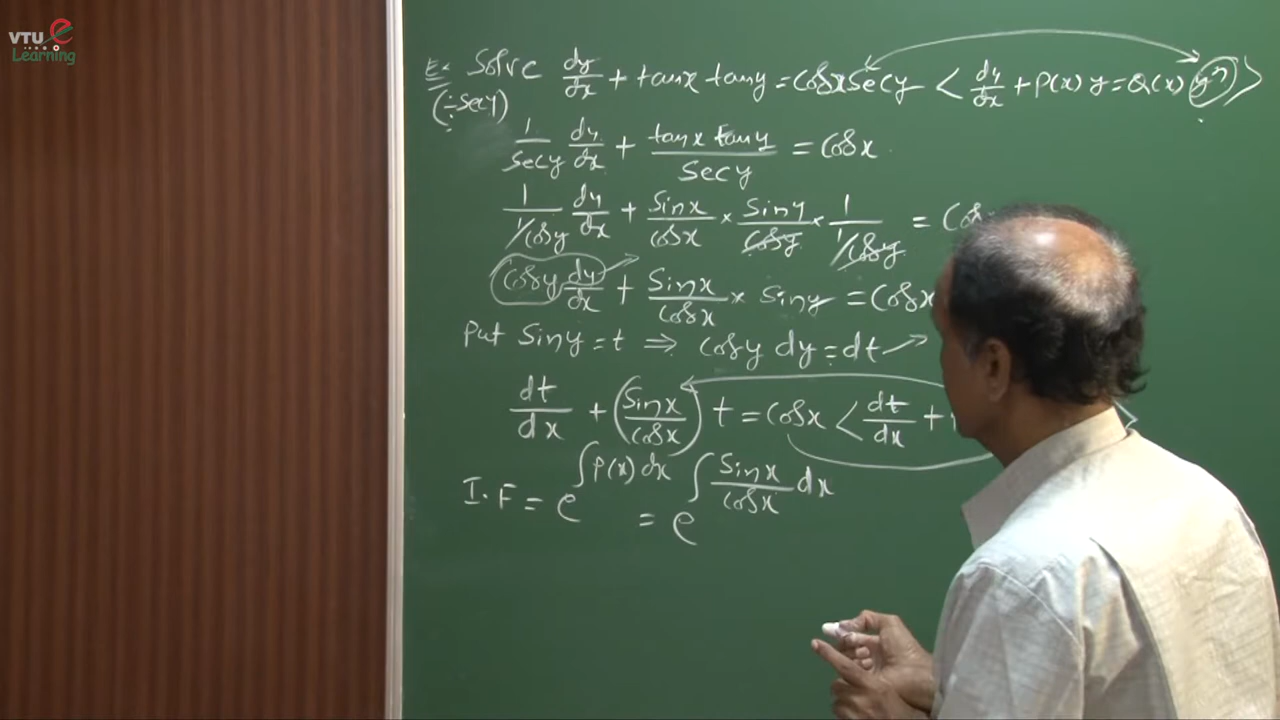 VTU e
Learning
Ex Solve dy/dx + tanx tany = cosx secy < dy/dx + P(x) y = Q(x) y^n >
(÷ secy)
1/secy dy/dx + tanx tany/secy = cosx
1/(1/cosy) dy/dx + sinx/cosx × siny/cosy × 1/(1/cosy) =
cosy dy/dx + sinx/cosx × siny = cosx
Put siny = t ⇒ cosy dy = dt
dt/dx + (sinx/cosx) t = cosx < dt/dx +
I.F = e^∫P(x) dx = e^∫ sinx/cosx dx